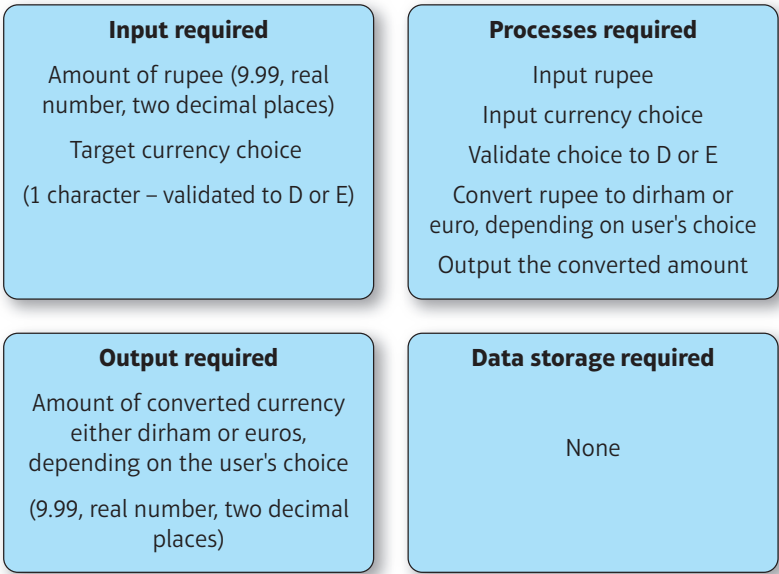 Input required
Amount of rupee (9.99, real
number, two decimal places)
Target currency choice
(1 character – validated to D or E)
Processes required
Input rupee
Input currency choice
Validate choice to D or E
Convert rupee to dirham or
euro, depending on user's choice
Output the converted amount
Output required
Amount of converted currency
either dirham or euros,
depending on the user's choice
(9.99, real number, two decimal
places)
Data storage required
None